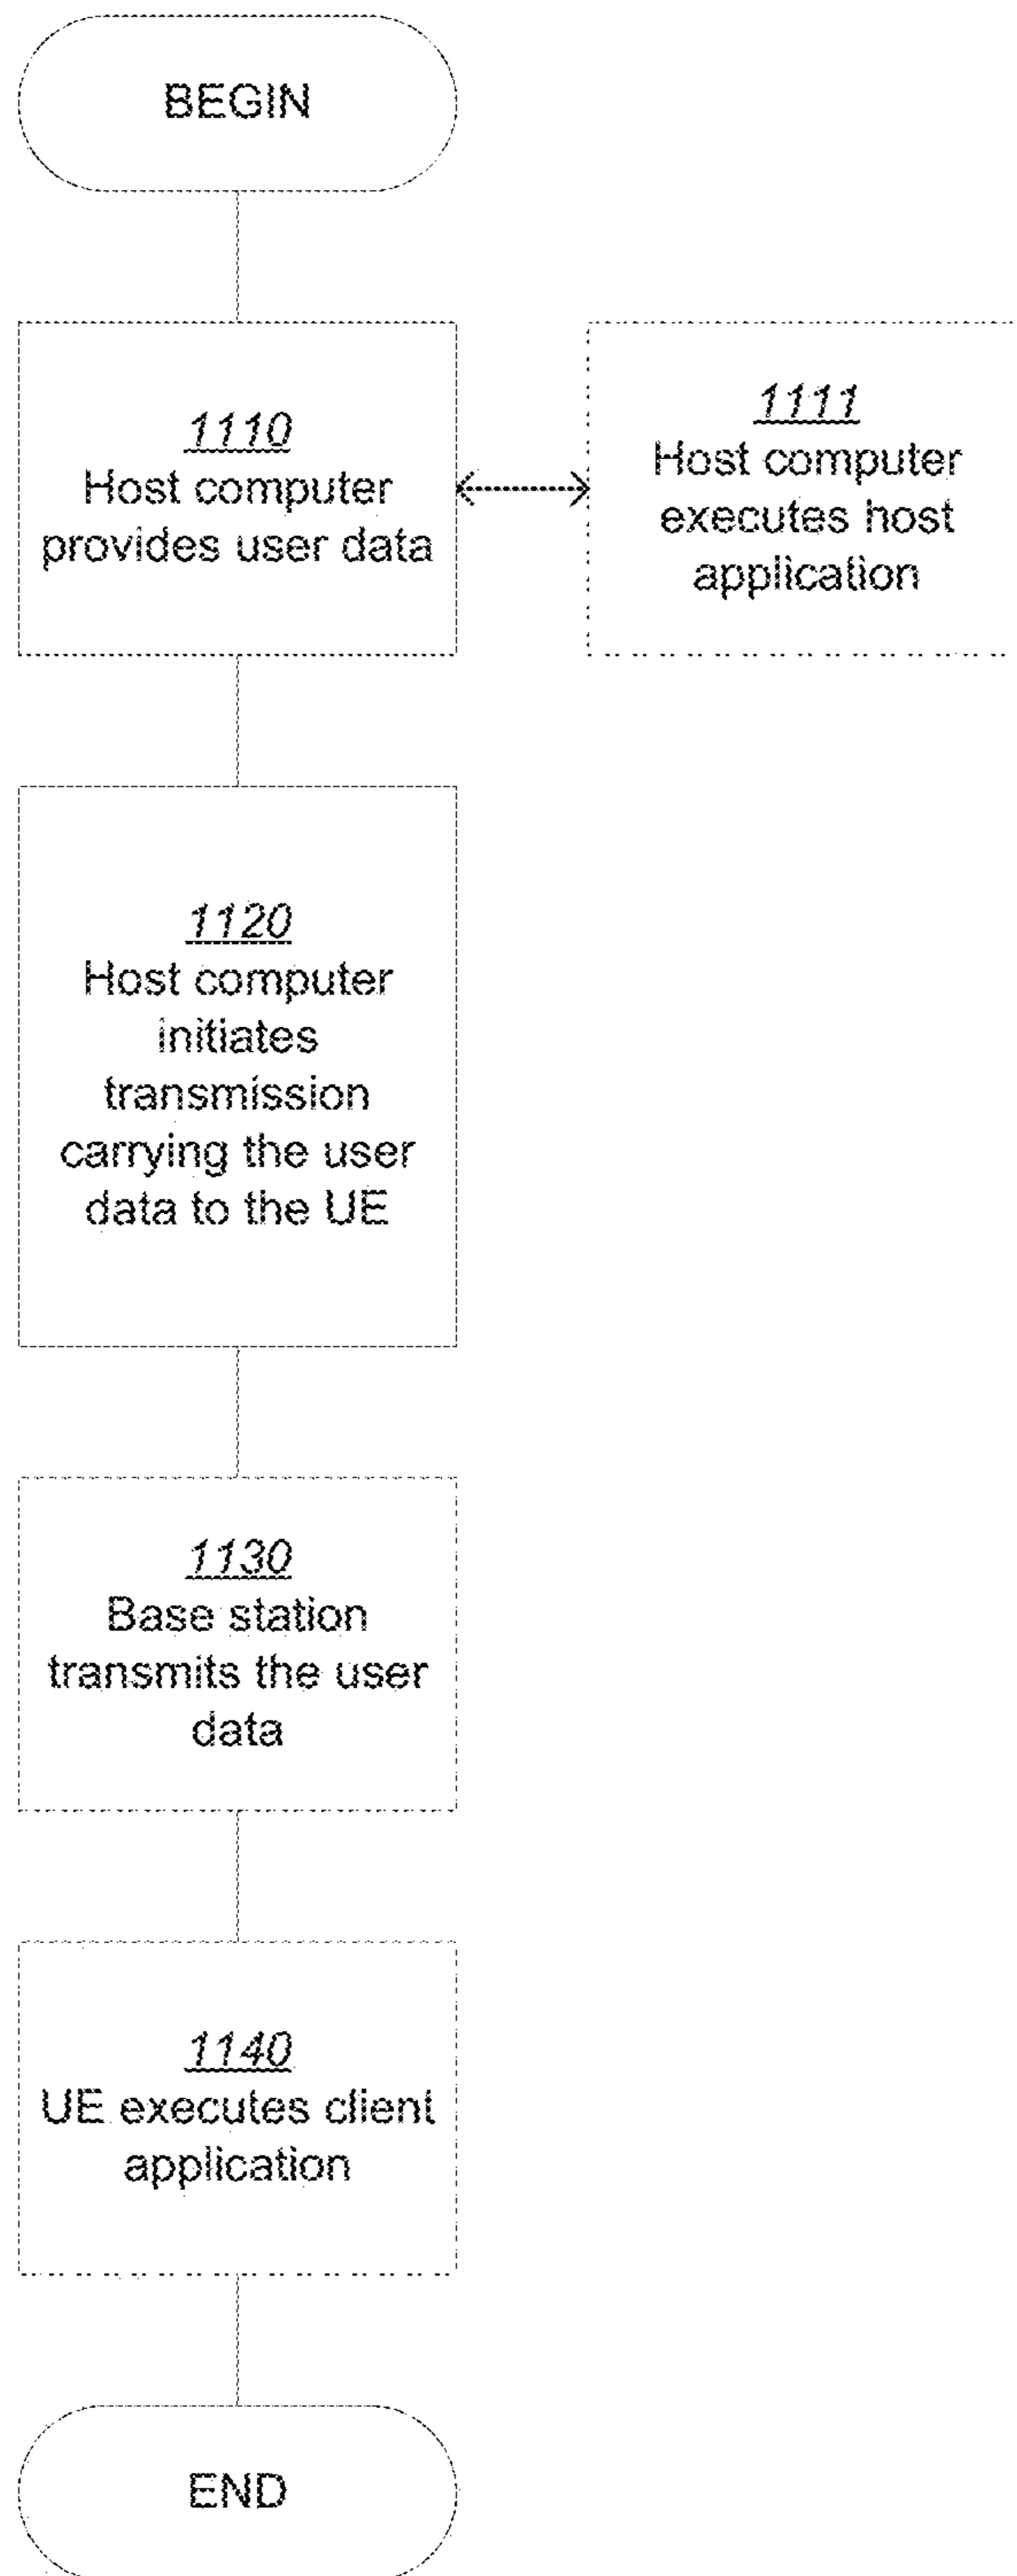 BEGIN
1110
Host computer
provides user data
1111
Host computer
executes host
application
1120
Host computer
initiates
transmission
carrying the user
data to the UE
1130
Base station
transmits the user
data
1140
UE executes client
application
END